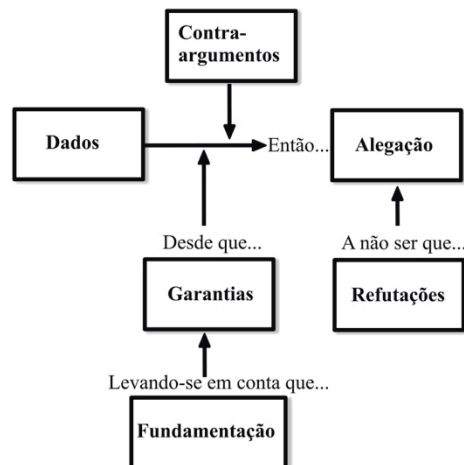 Contra-
argumentos
Dados
Então...
Alegação
Desde que...
A não ser que...
Garantias
Refutações
Levando-se em conta que...
Fundamentação